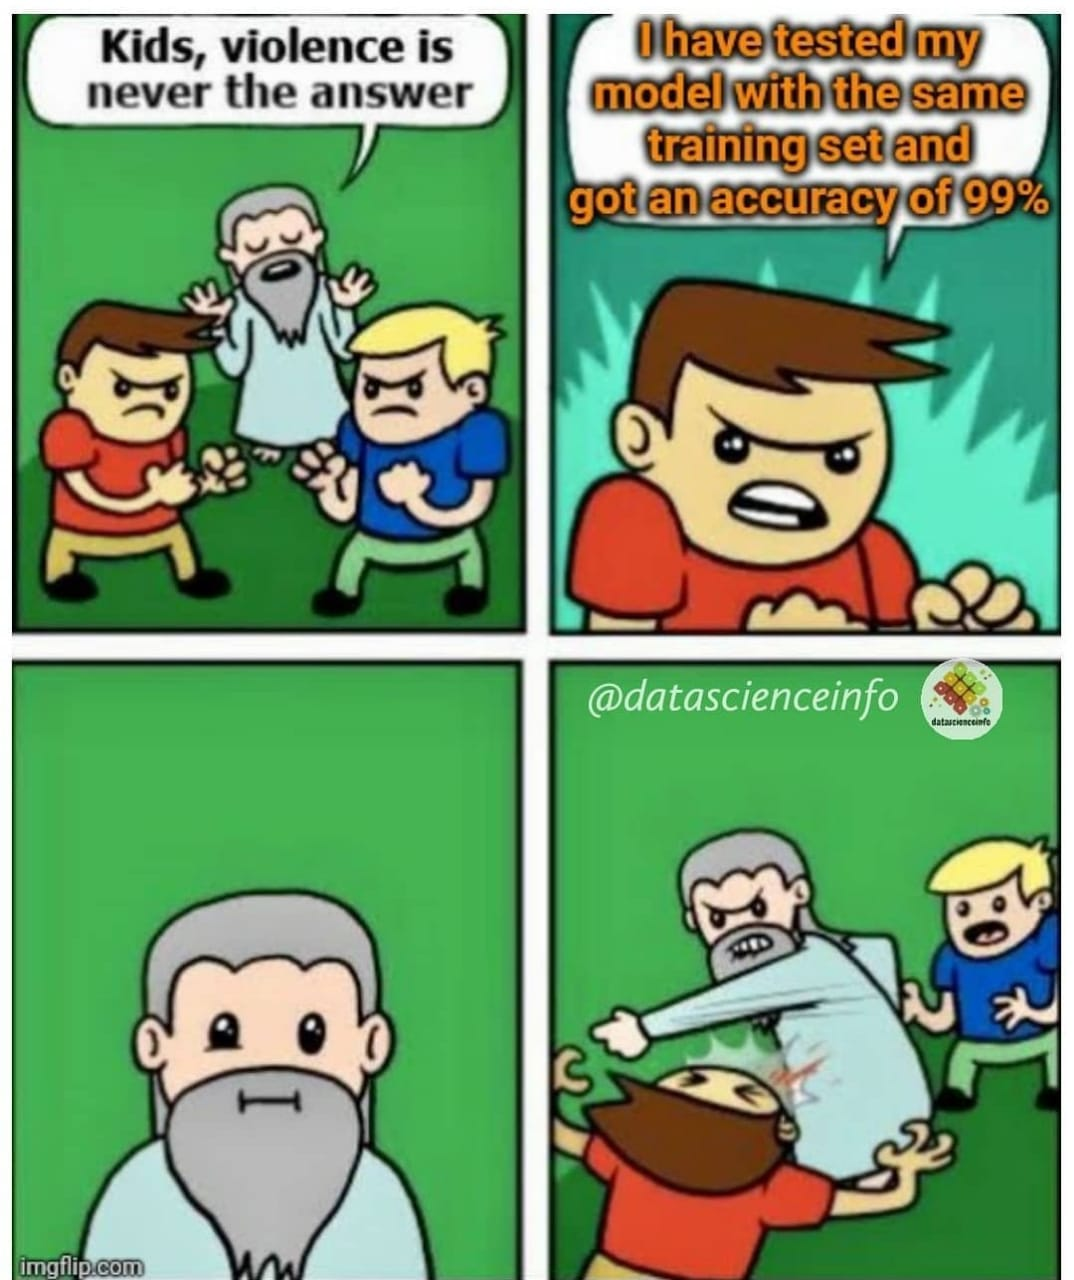 Kids, violence is
never the answer
I have tested my
model with the same
training set and
got an accuracy of 99%
@datascienceinfo
datascienceinfo
imgflip.com